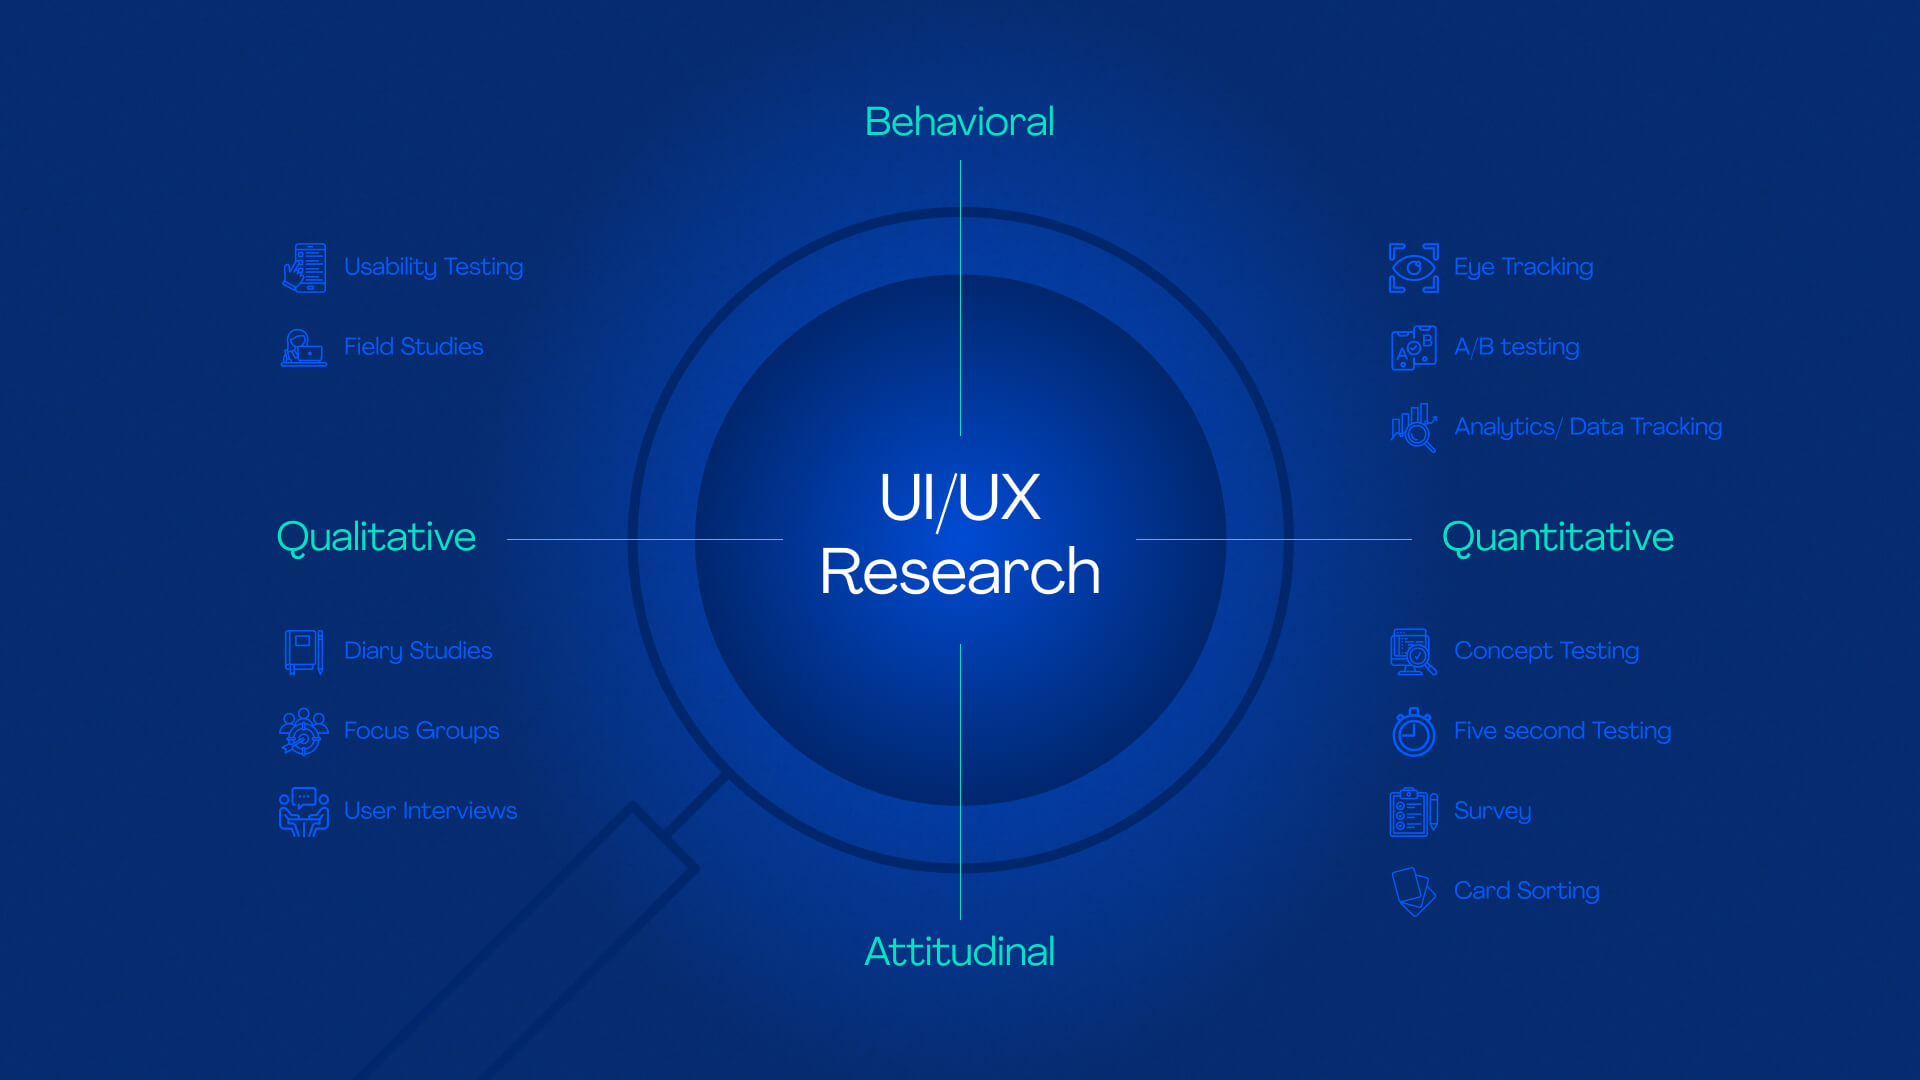 Behavioral
Usability Testing
Field Studies
Eye Tracking
A/B testing
A
B
Analytics/ Data Tracking
UI/UX
Research
Qualitative
Quantitative
Diary Studies
Focus Groups
User Interviews
Concept Testing
Five second Testing
Survey
Card Sorting
Attitudinal